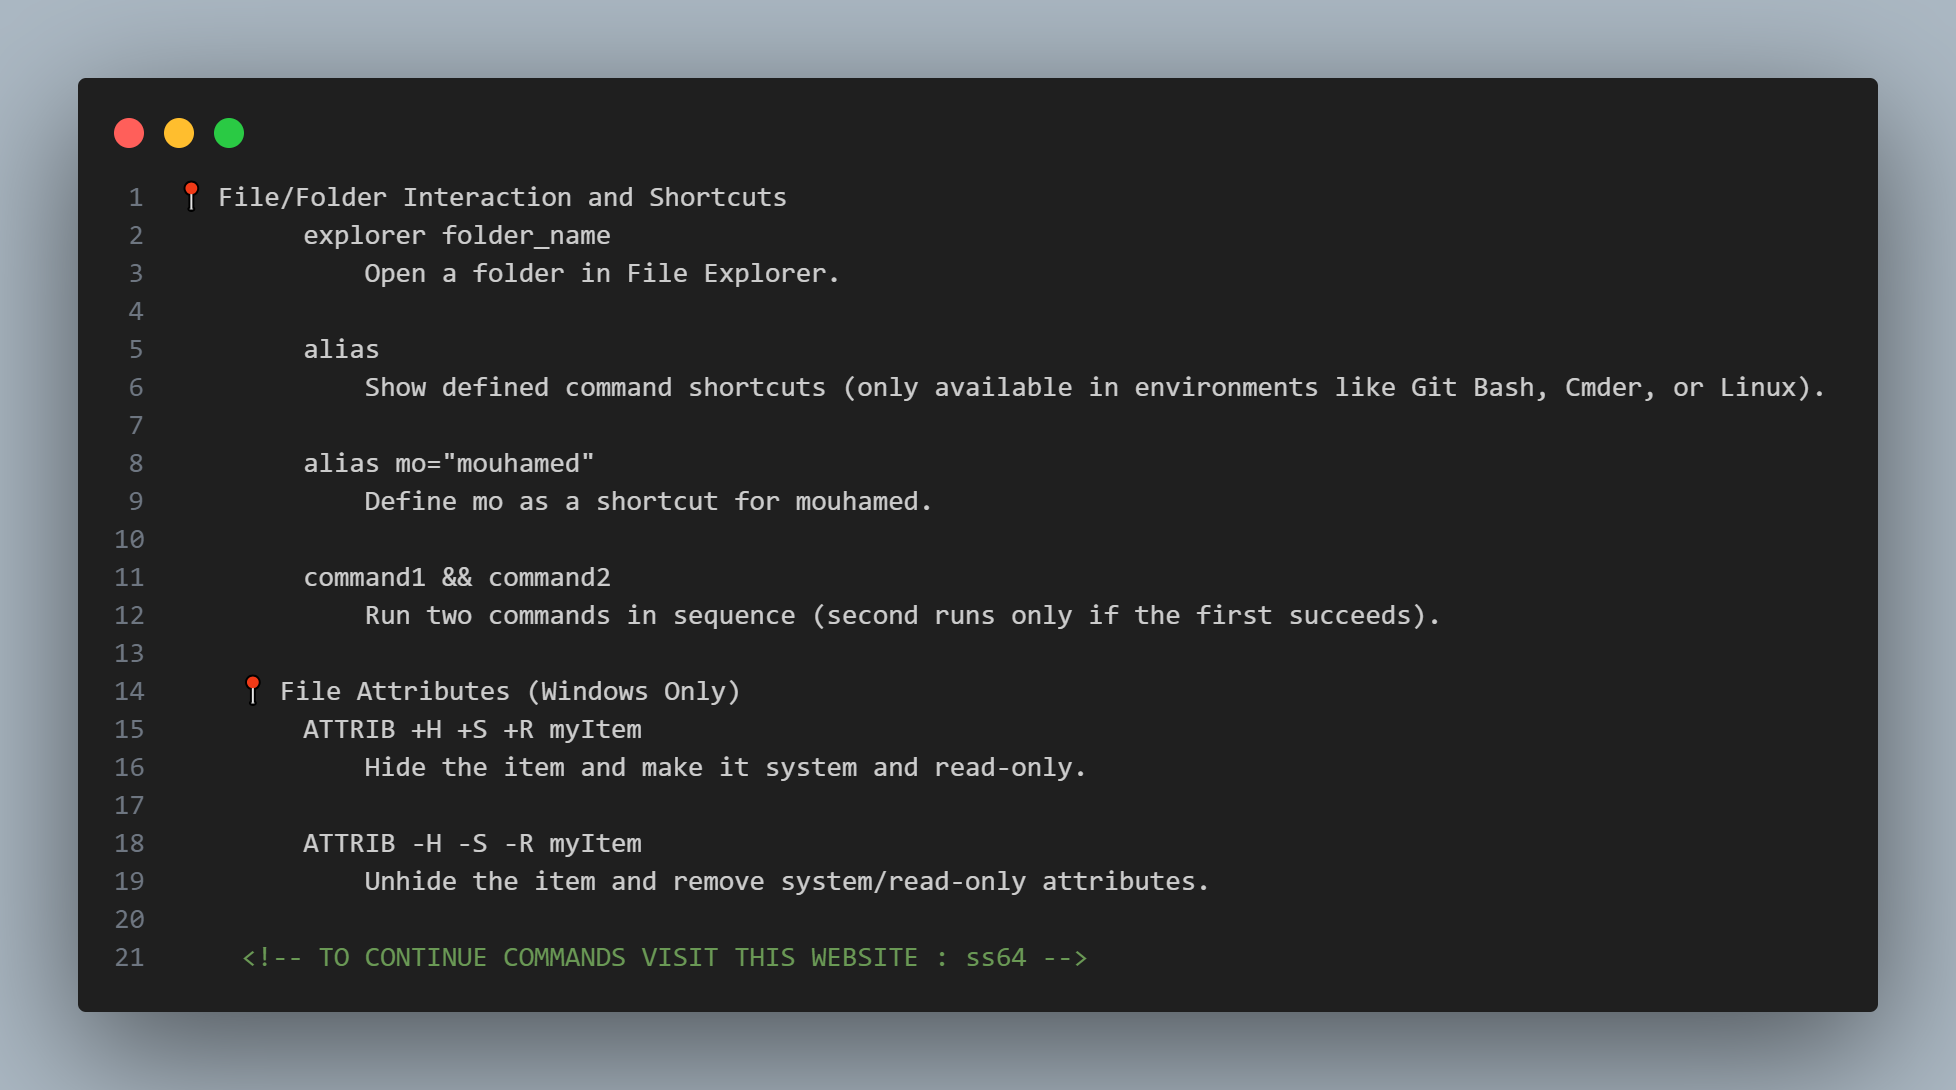 1 📍 File/Folder Interaction and Shortcuts
2 explorer folder_name
3 Open a folder in File Explorer.
4
5 alias
6 Show defined command shortcuts (only available in environments like Git Bash, Cmder, or Linux).
7
8 alias mo="mouhamed"
9 Define mo as a shortcut for mouhamed.
10
11 command1 && command2
12 Run two commands in sequence (second runs only if the first succeeds).
13
14 📍 File Attributes (Windows Only)
15 ATTRIB +H +S +R myItem
16 Hide the item and make it system and read-only.
17
18 ATTRIB -H -S -R myItem
19 Unhide the item and remove system/read-only attributes.
20
21 <!-- TO CONTINUE COMMANDS VISIT THIS WEBSITE : ss64 -->